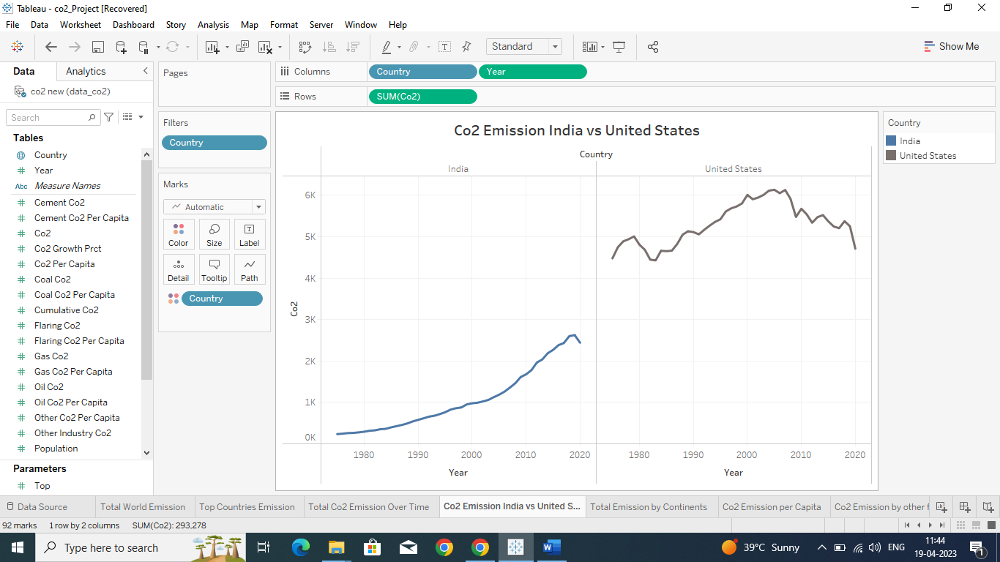 Tableau - co2_Project [Recovered]
File Data Worksheet Dashboard Story Analysis Map Format Server Window Help
Standard
Show Me
Data Analytics
co2 new (data_co2)
Search
Tables
Country
Year
Abc Measure Names
Cement Co2
Cement Co2 Per Capita
Co2
Co2 Growth Prct
Co2 Per Capita
Coal Co2
Coal Co2 Per Capita
Cumulative Co2
Flaring Co2
Flaring Co2 Per Capita
Gas Co2
Gas Co2 Per Capita
Oil Co2
Oil Co2 Per Capita
Other Co2 Per Capita
Other Industry Co2
Population
Parameters
Top
Pages
Filters
Country
Marks
Automatic
Color Size Label
Detail Tooltip Path
Country
Columns Country Year
Rows SUM(Co2)
Co2 Emission India vs United States
Country
India United States
6K
5K
4K
3K
2K
1K
0K
Co2
1980 1990 2000 2010 2020 1980 1990 2000 2010 2020
Year Year
Country
India
United States
Data Source Total World Emission Top Countries Emission Total Co2 Emission Over Time Co2 Emission India vs United S... Total Emission by Continents Co2 Emission per Capita Co2 Emission by other f
92 marks 1 row by 2 columns SUM(Co2): 293,278
Type here to search
W
39°C Sunny
ENG
11:44
19-04-2023
1